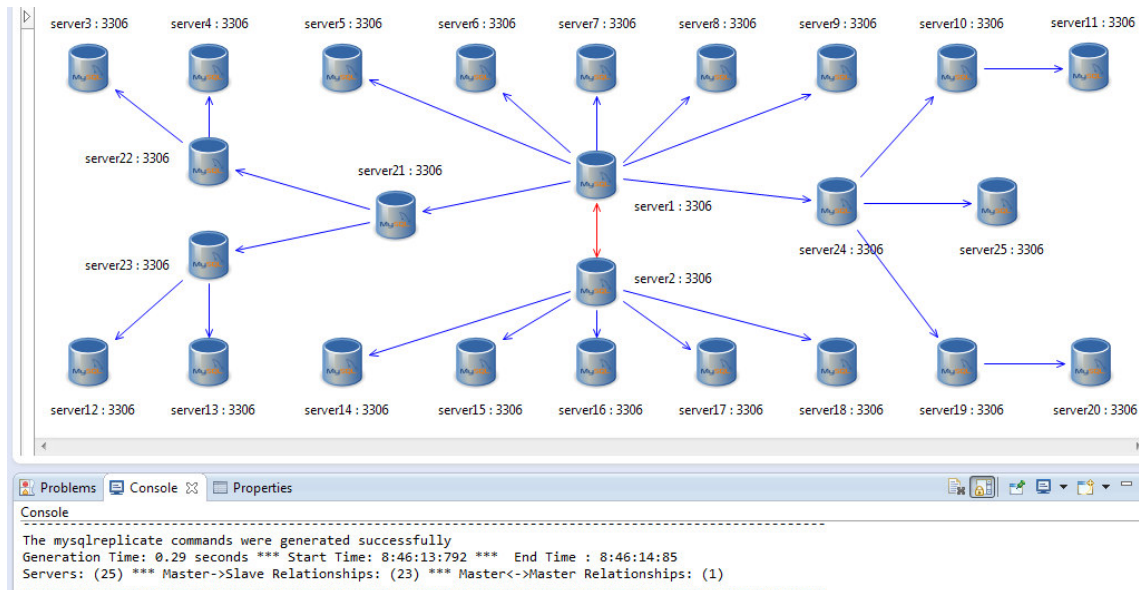 server3 : 3306 server4 : 3306 server5 : 3306 server6 : 3306 server7 : 3306 server8 : 3306 server9 : 3306 server10 : 3306 server11 : 3306
server22 : 3306
server21 : 3306
server1 : 3306
server24 : 3306 server25 : 3306
server23 : 3306
server2 : 3306
server12 : 3306 server13 : 3306 server14 : 3306 server15 : 3306 server16 : 3306 server17 : 3306 server18 : 3306 server19 : 3306 server20 : 3306
Problems Console Properties
Console
The mysqlreplicate commands were generated successfully
Generation Time: 0.29 seconds *** Start Time: 8:46:13:792 *** End Time : 8:46:14:85
Servers: (25) *** Master->Slave Relationships: (23) *** Master<->Master Relationships: (1)